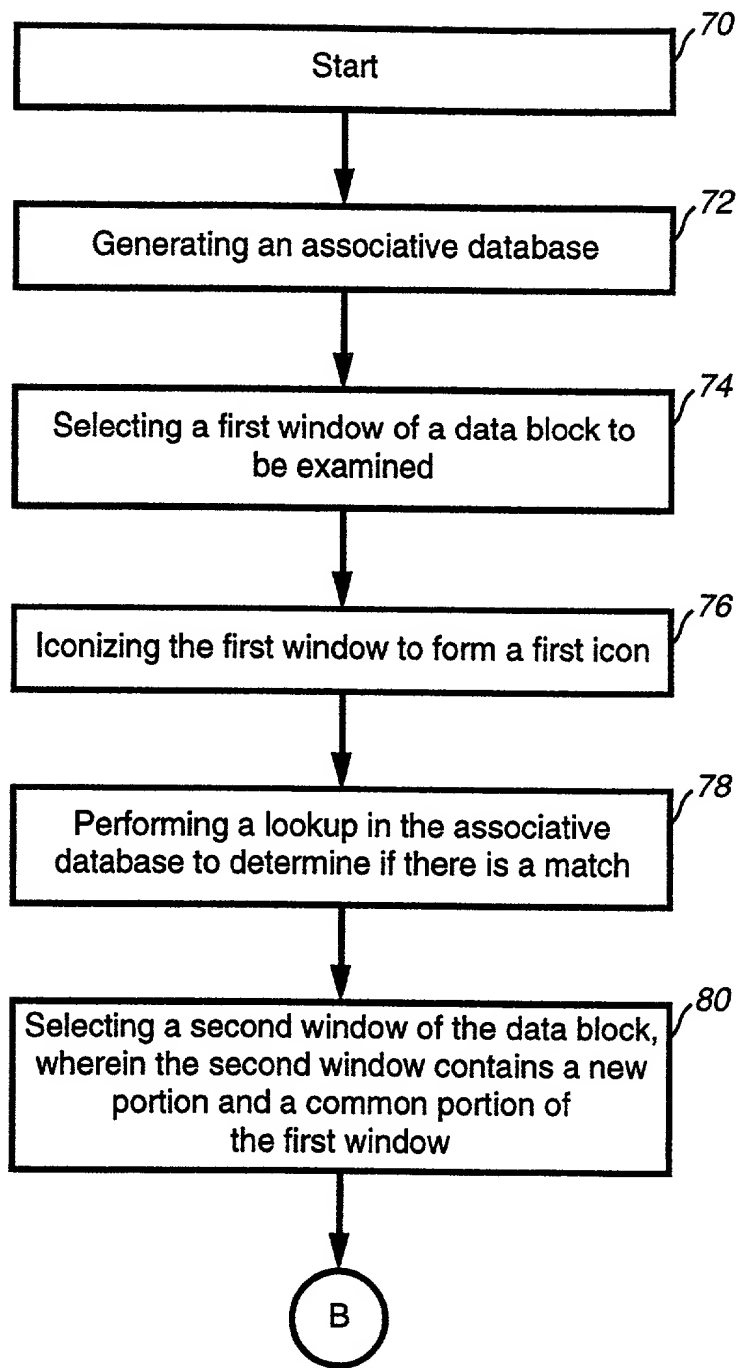 70
Start
72
Generating an associative database
74
Selecting a first window of a data block to
be examined
76
Iconizing the first window to form a first icon
78
Performing a lookup in the associative
database to determine if there is a match
80
Selecting a second window of the data block,
wherein the second window contains a new
portion and a common portion of
the first window
B